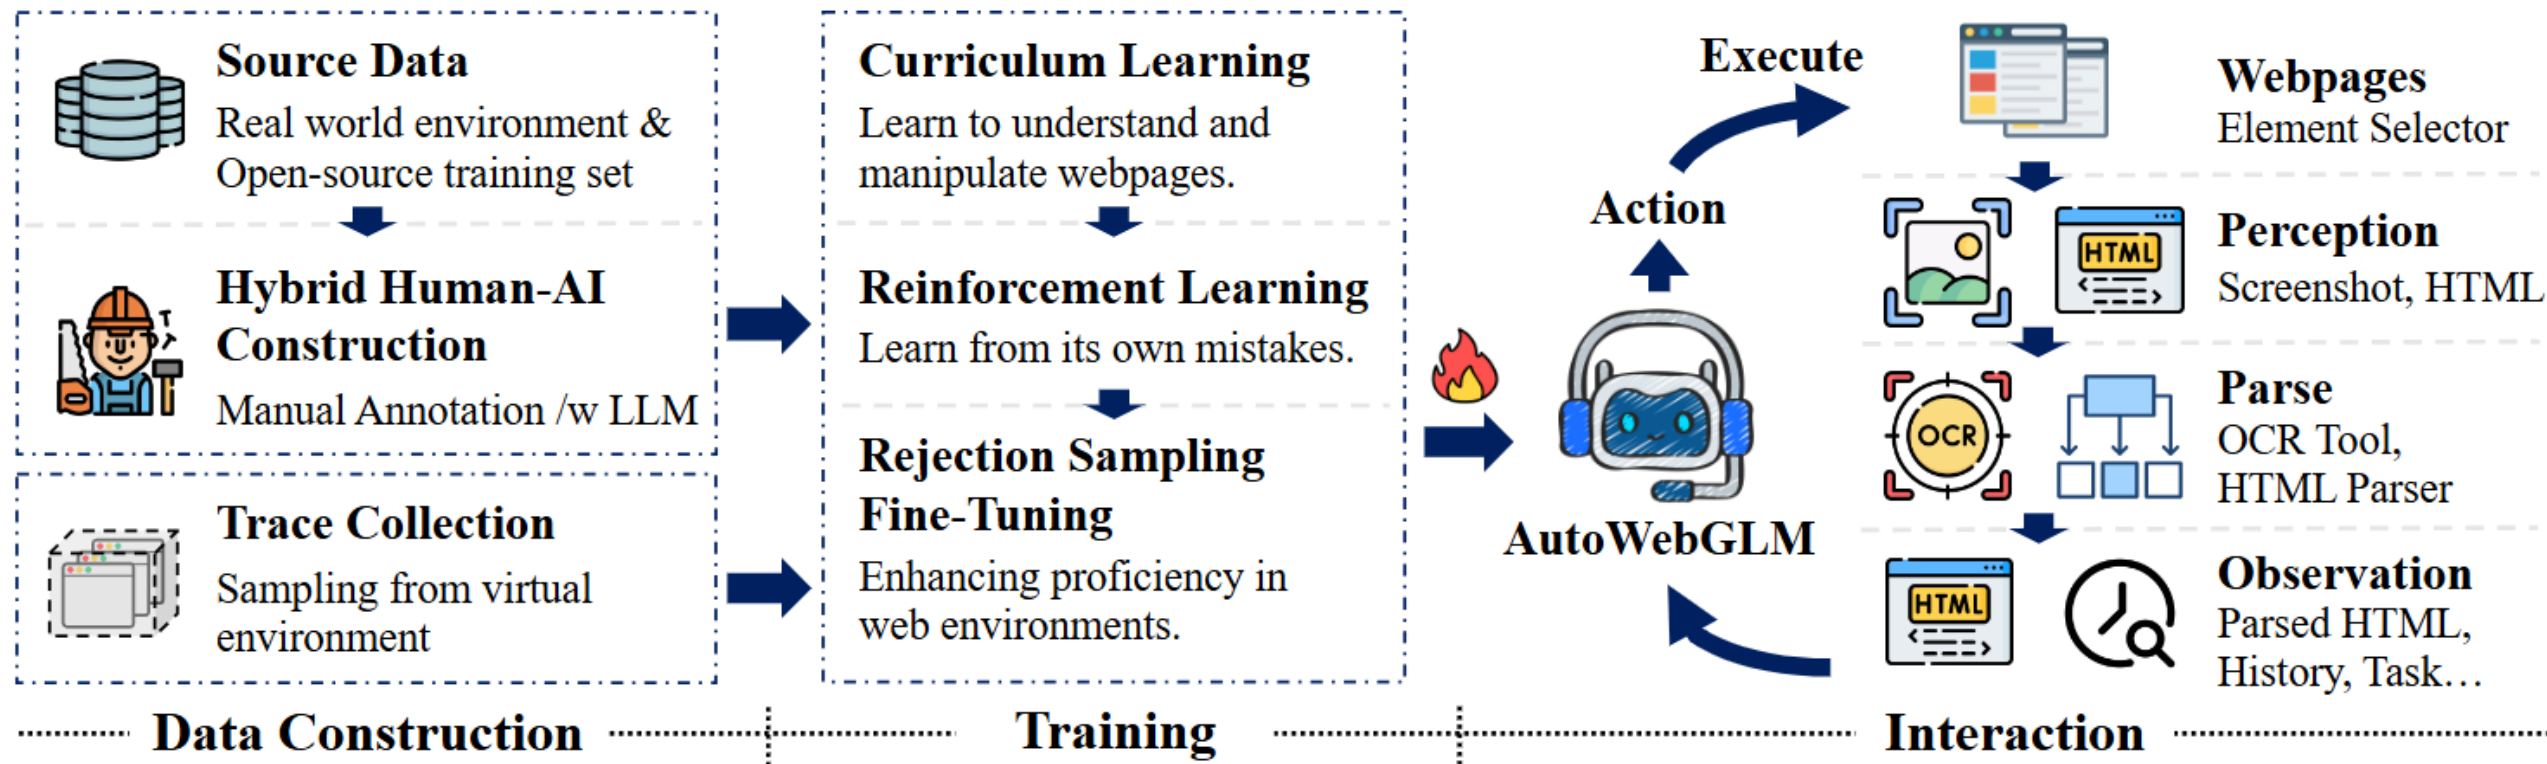 Source Data
Real world environment &
Open-source training set
Hybrid Human-AI
Construction
Manual Annotation /w LLM
Trace Collection
Sampling from virtual
environment
Data Construction
Curriculum Learning
Learn to understand and
manipulate webpages.
Reinforcement Learning
Learn from its own mistakes.
Rejection Sampling
Fine-Tuning
Enhancing proficiency in
web environments.
Training
Execute
Action
AutoWebGLM
Webpages
Element Selector
HTML
Perception
Screenshot, HTML
OCR
Parse
OCR Tool,
HTML Parser
HTML
Observation
Parsed HTML,
History, Task...
Interaction